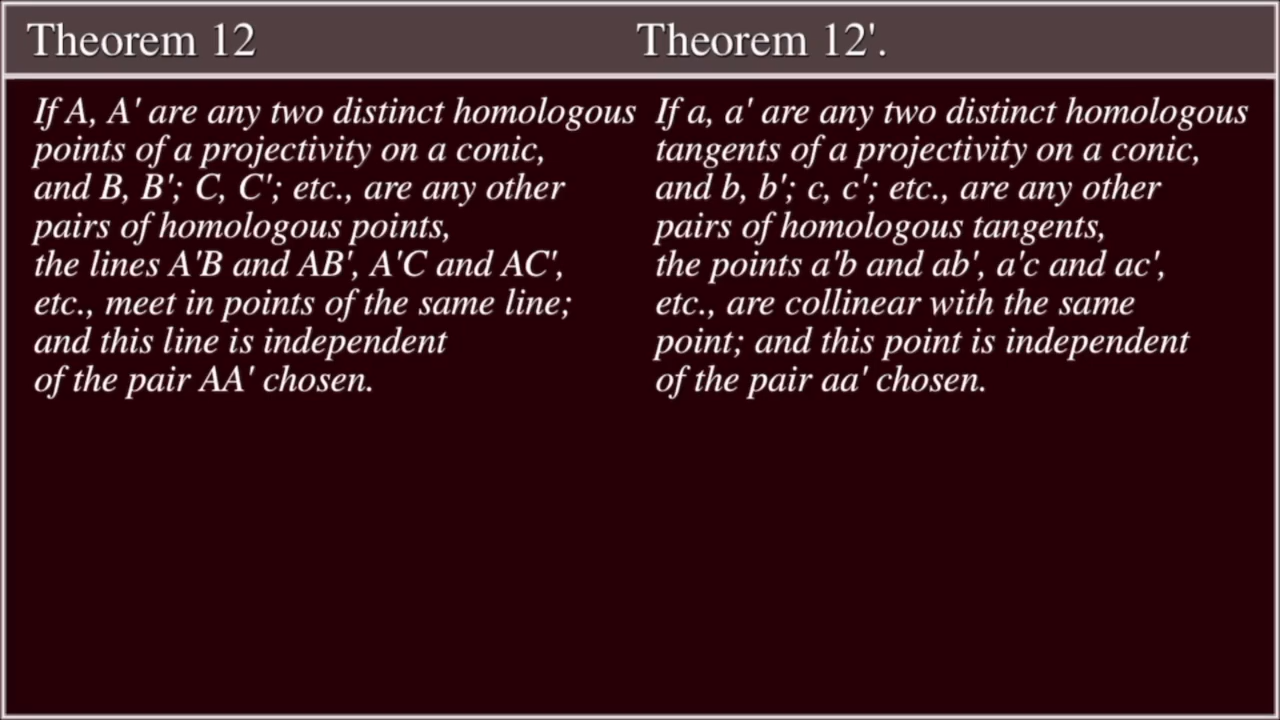 Theorem 12
If A, A' are any two distinct homologous
points of a projectivity on a conic,
and B, B'; C, C'; etc., are any other
pairs of homologous points,
the lines A'B and AB', A'C and AC',
etc., meet in points of the same line;
and this line is independent
of the pair AA' chosen.
Theorem 12'.
If a, a' are any two distinct homologous
tangents of a projectivity on a conic,
and b, b'; c, c'; etc., are any other
pairs of homologous tangents,
the points a'b and ab', a'c and ac',
etc., are collinear with the same
point; and this point is independent
of the pair aa' chosen.